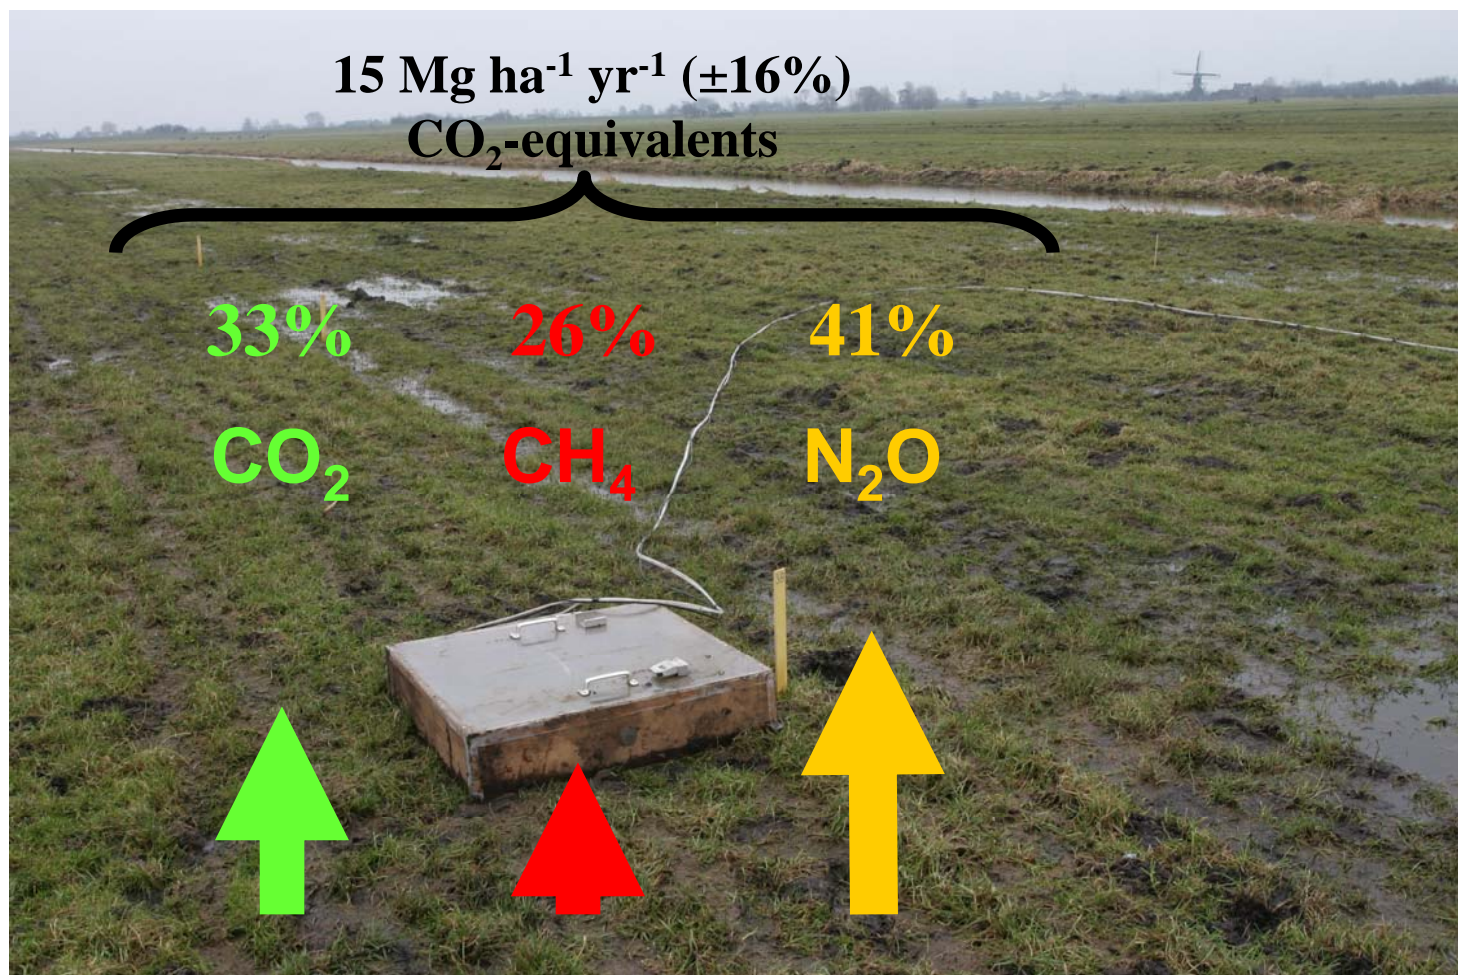 15 Mg ha⁻¹ yr⁻¹ (±16%)
CO₂-equivalents
33% 26% 41%
CO₂ CH₄ N₂O